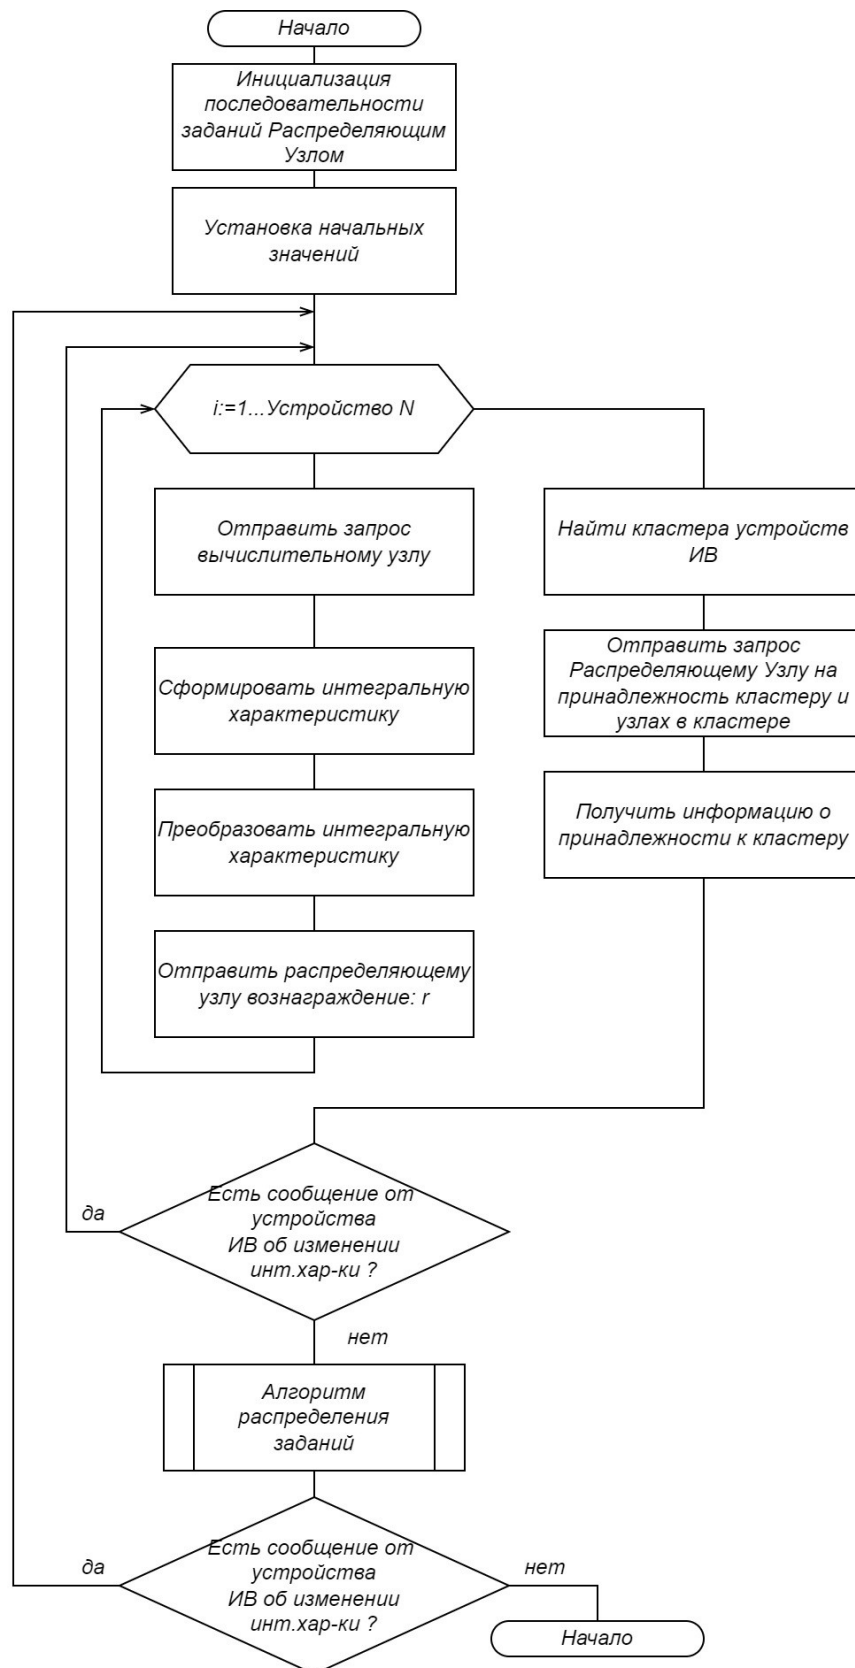 Начало
Инициализация
последовательности
заданий Распределяющим
Узлом
Установка начальных
значений
i:=1...Устройство N
Отправить запрос
вычислительному узлу
Сформировать интегральную
характеристику
Преобразовать интегральную
характеристику
Отправить распределяющему
узлу вознаграждение: r
Найти кластера устройств
ИВ
Отправить запрос
Распределяющему Узлу на
принадлежность кластеру и
узлах в кластере
Получить информацию о
принадлежности к кластеру
Есть сообщение от
устройства
ИВ об изменении
инт.хар-ки ?
да
нет
Алгоритм
распределения
заданий
Есть сообщение от
устройства
ИВ об изменении
инт.хар-ки ?
да
нет
Начало